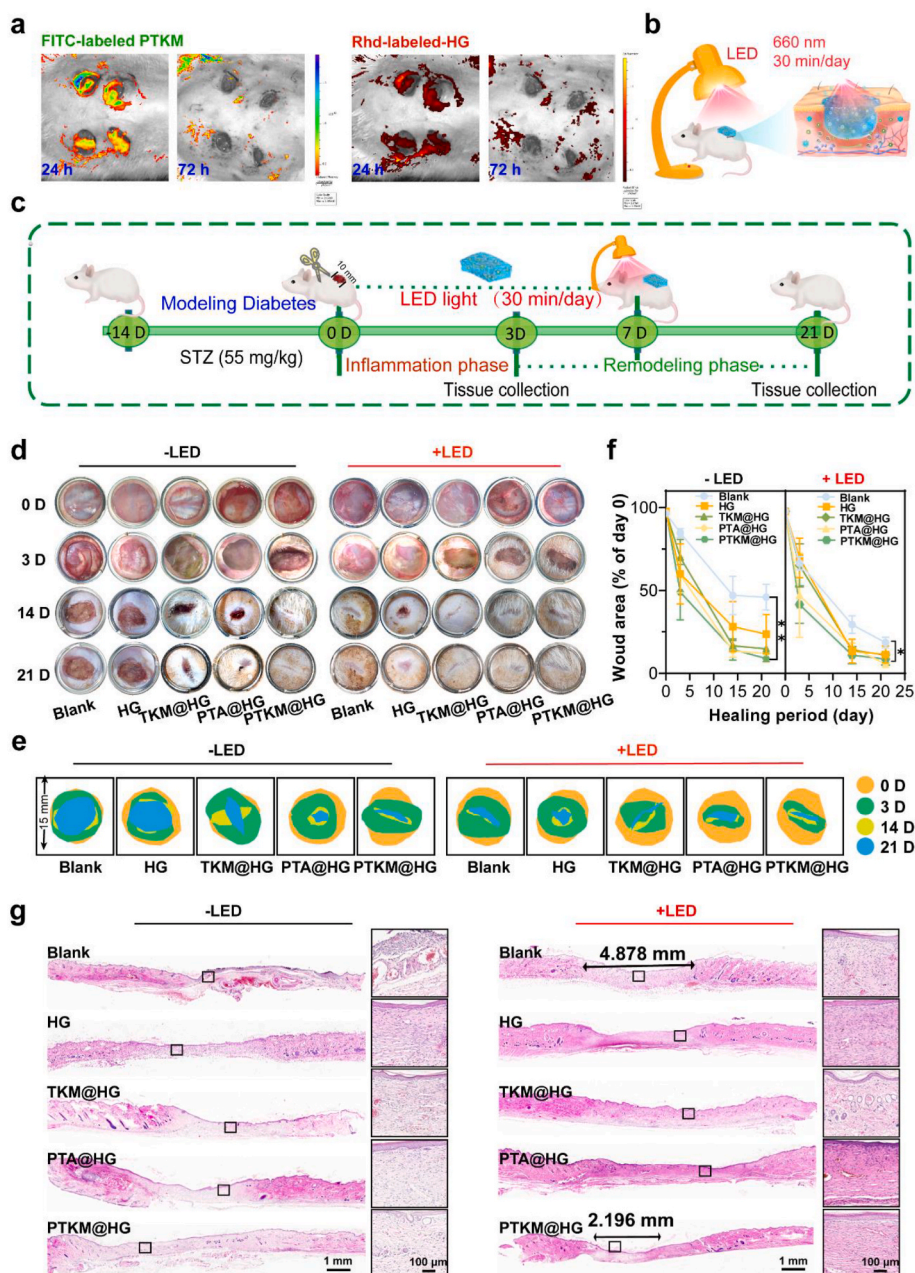 a
FITC-labeled PTKM
24 h
72 h
Rhd-labeled-HG
24 h
72 h
b
LED
660 nm
30 min/day
c
10 mm
Modeling Diabetes
LED light （30 min/day）
-14 D
0 D
3D
7 D
21 D
STZ (55 mg/kg)
Inflammation phase
Remodeling phase
Tissue collection
Tissue collection
d
-LED
+LED
0 D
3 D
14 D
21 D
Blank
HG
TKM@HG
PTA@HG
PTKM@HG
Blank
HG
TKM@HG
PTA@HG
PTKM@HG
f
- LED
+ LED
Blank
HG
TKM@HG
PTA@HG
PTKM@HG
Blank
HG
TKM@HG
PTA@HG
PTKM@HG
Woud area (% of day 0)
100
50
0
0 5 10 15 20
0 5 10 15 20 25
**
*
Healing period (day)
e
-LED
+LED
15 mm
Blank
HG
TKM@HG
PTA@HG
PTKM@HG
Blank
HG
TKM@HG
PTA@HG
PTKM@HG
0 D
3 D
14 D
21 D
g
-LED
Blank
HG
TKM@HG
PTA@HG
PTKM@HG
1 mm
100 µm
+LED
Blank
4.878 mm
HG
TKM@HG
PTA@HG
PTKM@HG
2.196 mm
1 mm
100 µm